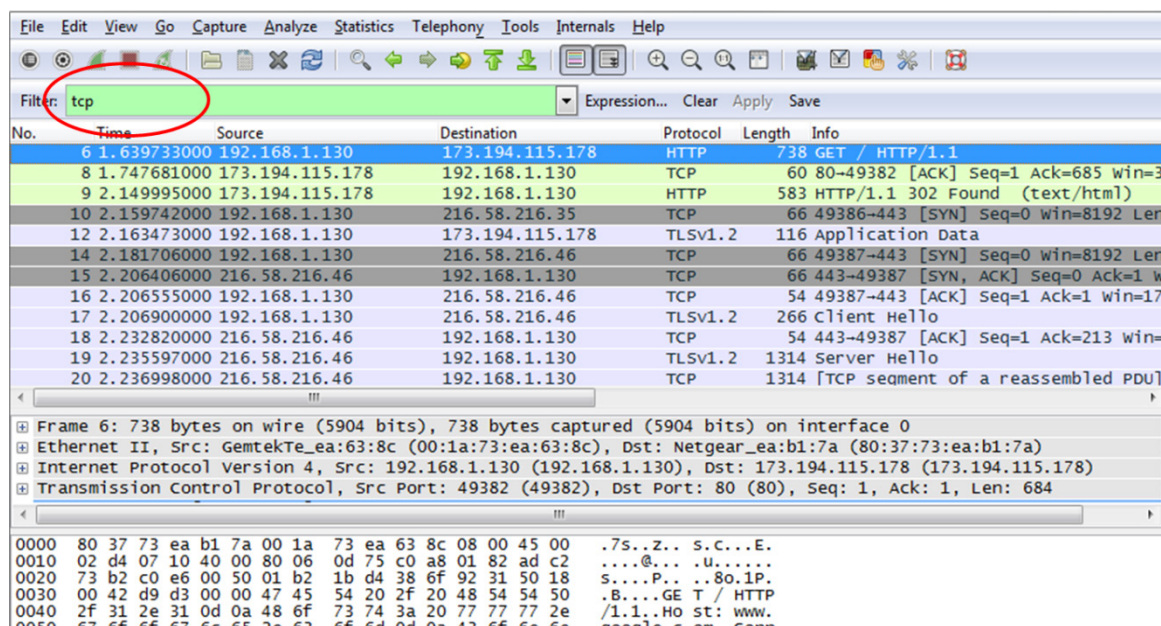 File Edit View Go Capture Analyze Statistics Telephony Tools Internals Help
Filter: tcp Expression... Clear Apply Save
No. Time Source Destination Protocol Length Info
6 1.639733000 192.168.1.130 173.194.115.178 HTTP 738 GET / HTTP/1.1
8 1.747681000 173.194.115.178 192.168.1.130 TCP 60 80→49382 [ACK] Seq=1 Ack=685 Win=3
9 2.149995000 173.194.115.178 192.168.1.130 HTTP 583 HTTP/1.1 302 Found (text/html)
10 2.159742000 192.168.1.130 216.58.216.35 TCP 66 49386→443 [SYN] Seq=0 Win=8192 Len
12 2.163473000 192.168.1.130 173.194.115.178 TLSv1.2 116 Application Data
14 2.181706000 192.168.1.130 216.58.216.46 TCP 66 49387→443 [SYN] Seq=0 Win=8192 Len
15 2.206406000 216.58.216.46 192.168.1.130 TCP 66 443→49387 [SYN, ACK] Seq=0 Ack=1 W
16 2.206555000 192.168.1.130 216.58.216.46 TCP 54 49387→443 [ACK] Seq=1 Ack=1 Win=17
17 2.206900000 192.168.1.130 216.58.216.46 TLSv1.2 266 Client Hello
18 2.232820000 216.58.216.46 192.168.1.130 TCP 54 443→49387 [ACK] Seq=1 Ack=213 Win=
19 2.235597000 216.58.216.46 192.168.1.130 TLSv1.2 1314 Server Hello
20 2.236998000 216.58.216.46 192.168.1.130 TCP 1314 [TCP segment of a reassembled PDU]
Frame 6: 738 bytes on wire (5904 bits), 738 bytes captured (5904 bits) on interface 0
Ethernet II, Src: GemtekTe_ea:63:8c (00:1a:73:ea:63:8c), Dst: Netgear_ea:b1:7a (80:37:73:ea:b1:7a)
Internet Protocol Version 4, Src: 192.168.1.130 (192.168.1.130), Dst: 173.194.115.178 (173.194.115.178)
Transmission Control Protocol, Src Port: 49382 (49382), Dst Port: 80 (80), Seq: 1, Ack: 1, Len: 684
0000 80 37 73 ea b1 7a 00 1a 73 ea 63 8c 08 00 45 00 .7s..z.. s.c...E.
0010 02 d4 07 10 40 00 80 06 0d 75 c0 a8 01 82 ad c2 ....@... .u......
0020 73 b2 c0 e6 00 50 01 b2 1b d4 38 6f 92 31 50 18 s....P.. ..8o.1P.
0030 00 42 d9 d3 00 00 47 45 54 20 2f 20 48 54 54 50 .B....GE T / HTTP
0040 2f 31 2e 31 0d 0a 48 6f 73 74 3a 20 77 77 77 2e /1.1..Ho st: www.